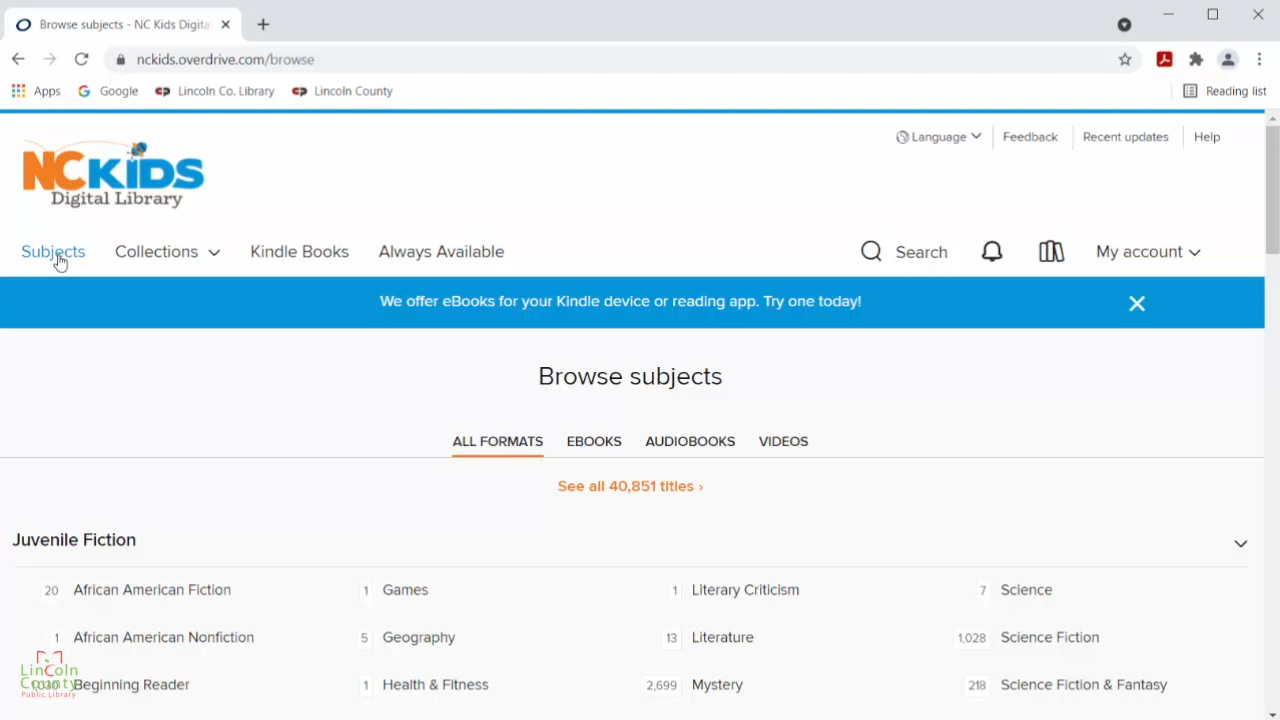 Browse subjects - NC Kids Digita
nckids.overdrive.com/browse
Apps Google Lincoln Co. Library Lincoln County Reading list
Language Feedback Recent updates Help
NCKIDS
Digital Library
Subjects Collections Kindle Books Always Available Search My account
We offer eBooks for your Kindle device or reading app. Try one today!
Browse subjects
ALL FORMATS EBOOKS AUDIOBOOKS VIDEOS
See all 40,851 titles ›
Juvenile Fiction
20 African American Fiction 1 Games 1 Literary Criticism 7 Science
1 African American Nonfiction 5 Geography 13 Literature 1,028 Science Fiction
Beginning Reader 1 Health & Fitness 2,699 Mystery 218 Science Fiction & Fantasy
LinColn
County
Public Library